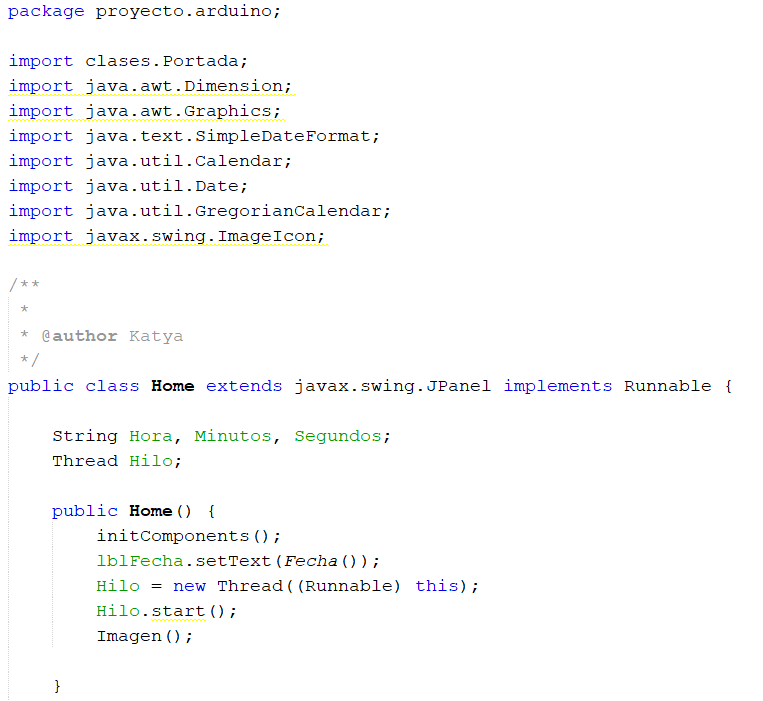 package proyecto.arduino;
import clases.Portada;
import java.awt.Dimension;
import java.awt.Graphics;
import java.text.SimpleDateFormat;
import java.util.Calendar;
import java.util.Date;
import java.util.GregorianCalendar;
import javax.swing.ImageIcon;
/**
*
* @author Katya
*/
public class Home extends javax.swing.JPanel implements Runnable {
String Hora, Minutos, Segundos;
Thread Hilo;
public Home() {
initComponents();
lblFecha.setText(Fecha());
Hilo = new Thread((Runnable) this);
Hilo.start();
Imagen();
}